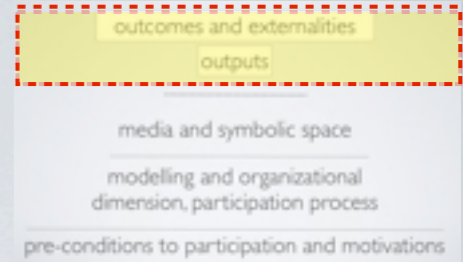 outcomes and externalities
outputs
media and symbolic space
modelling and organizational
dimension, participation process
pre-conditions to participation and motivations